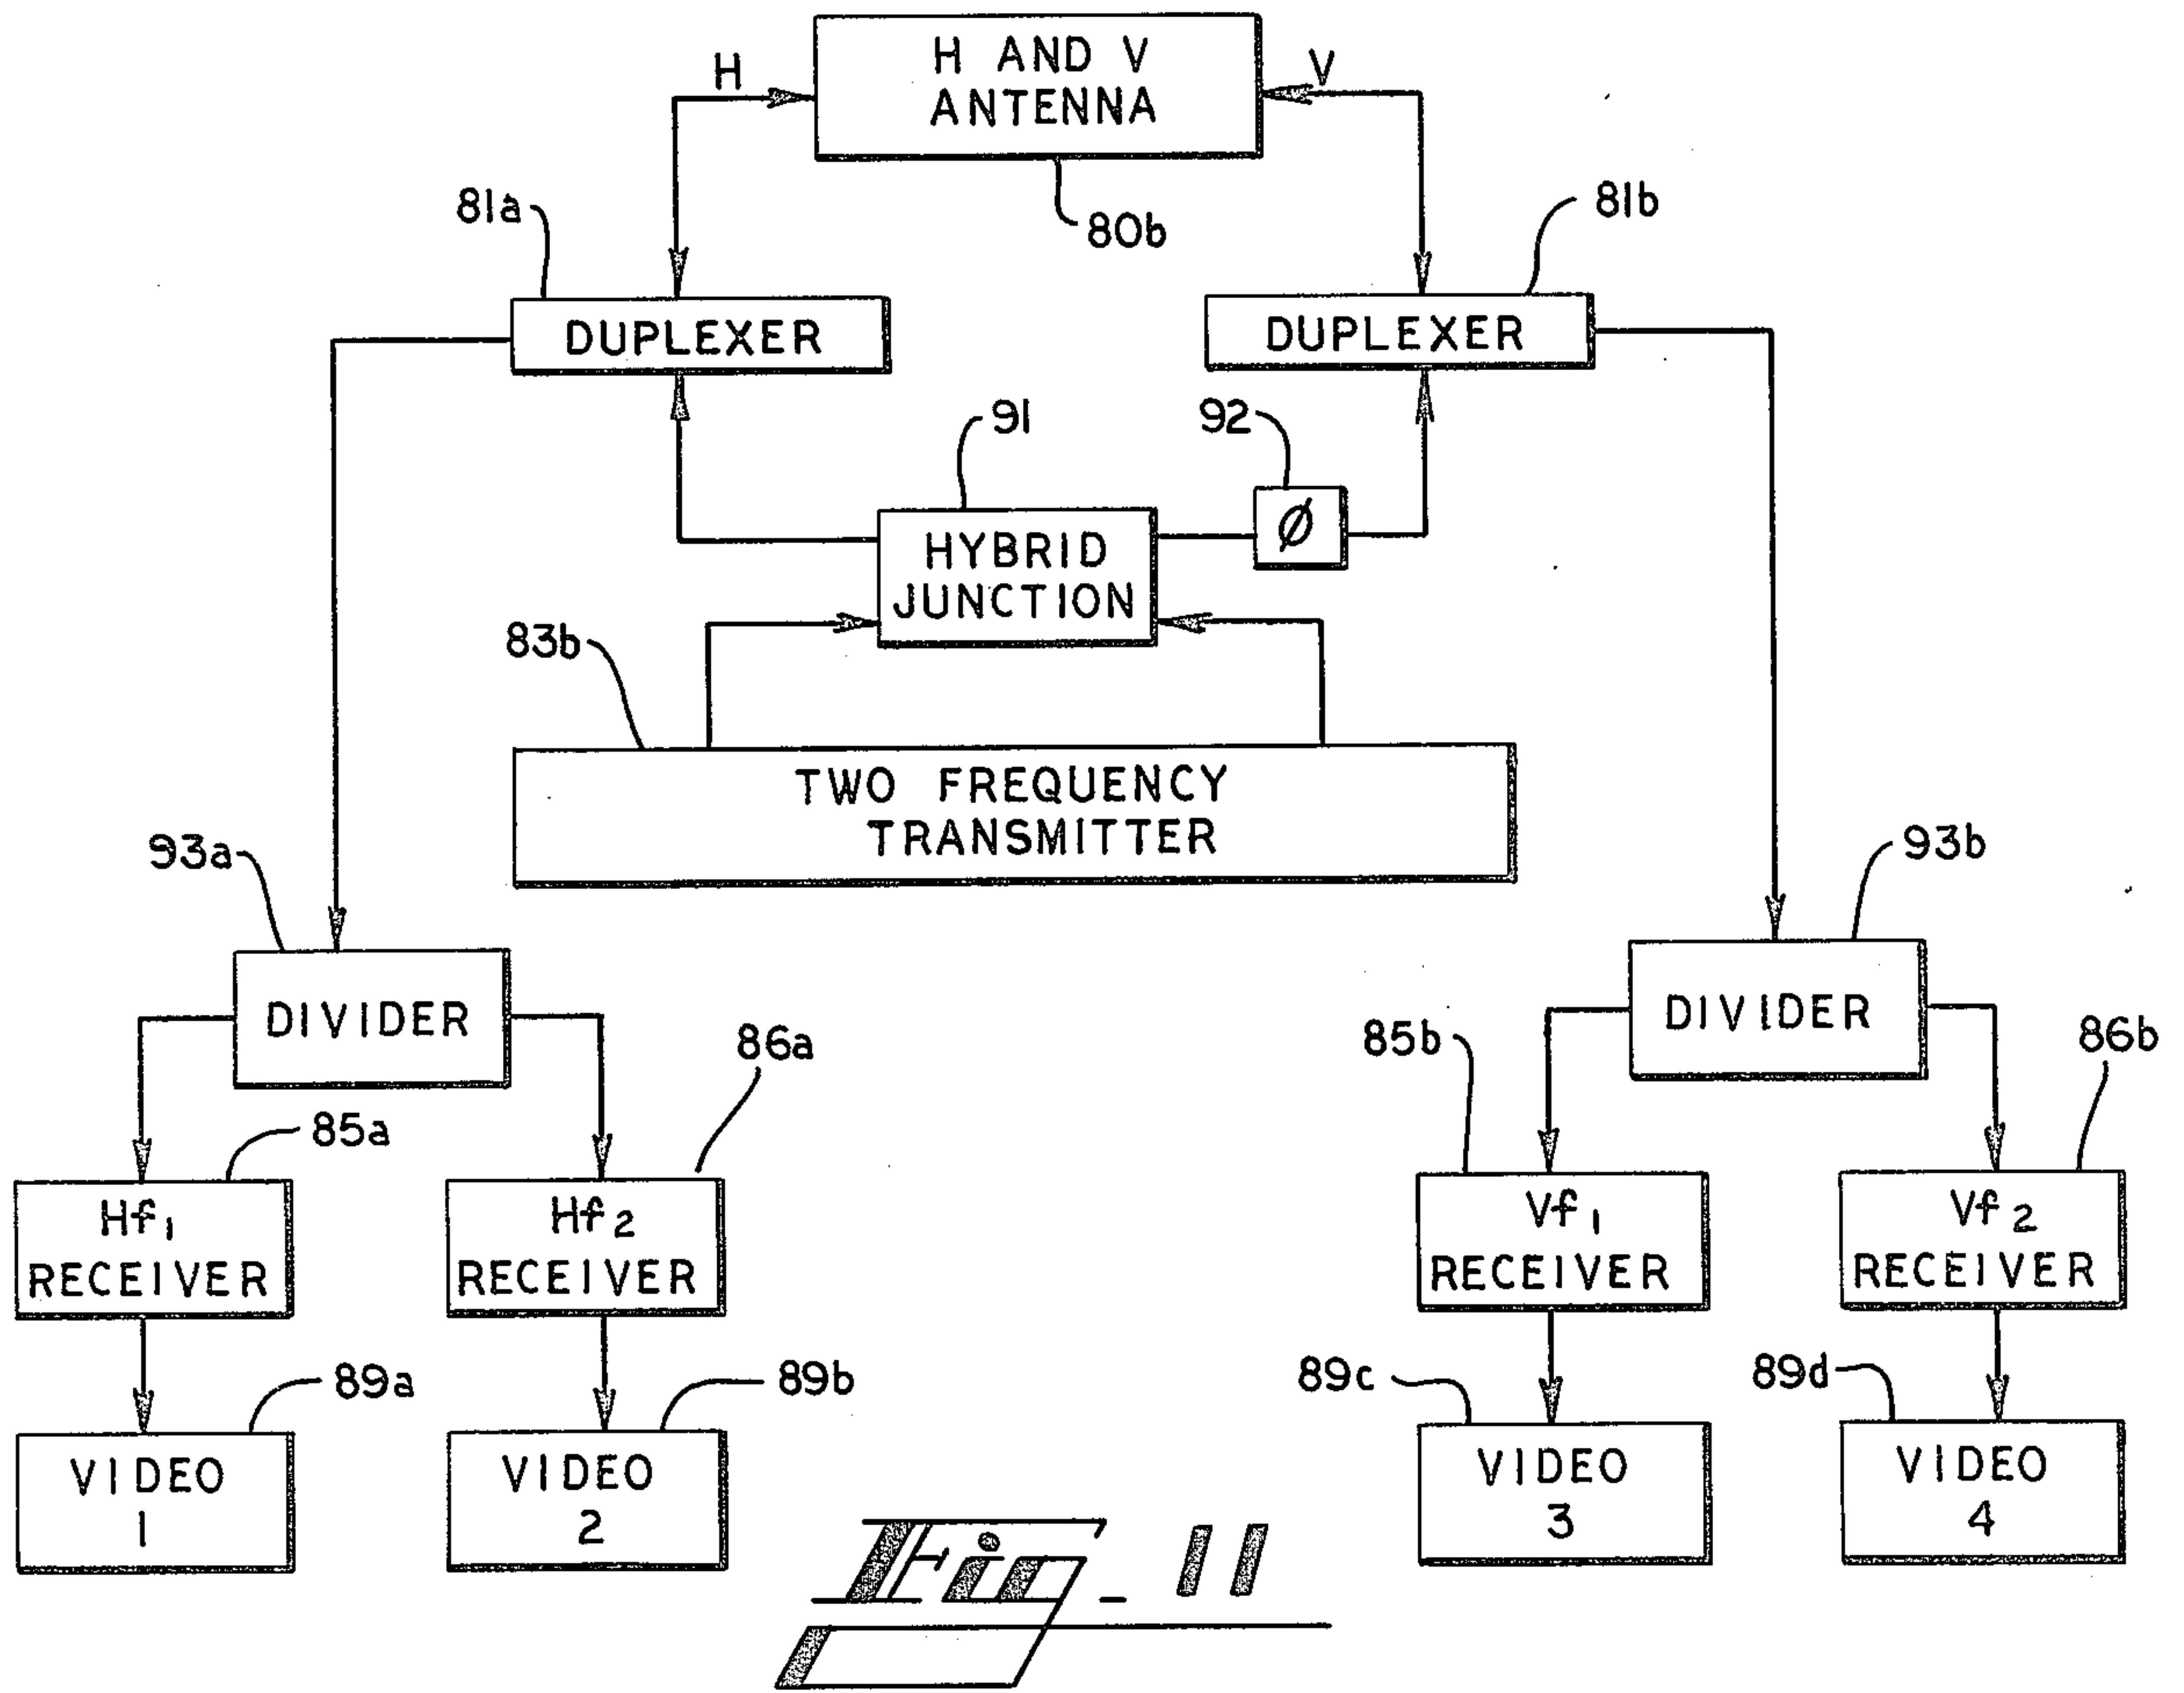 H AND V
ANTENNA
H
V
80b
81a
81b
DUPLEXER
DUPLEXER
91
92
HYBRID
JUNCTION
Ø
83b
TWO FREQUENCY
TRANSMITTER
93a
93b
DIVIDER
DIVIDER
86a
85b
86b
85a
Hf₁
RECEIVER
Hf₂
RECEIVER
Vf₁
RECEIVER
Vf₂
RECEIVER
89a
89b
89c
89d
VIDEO
1
VIDEO
2
VIDEO
3
VIDEO
4
Fig_11